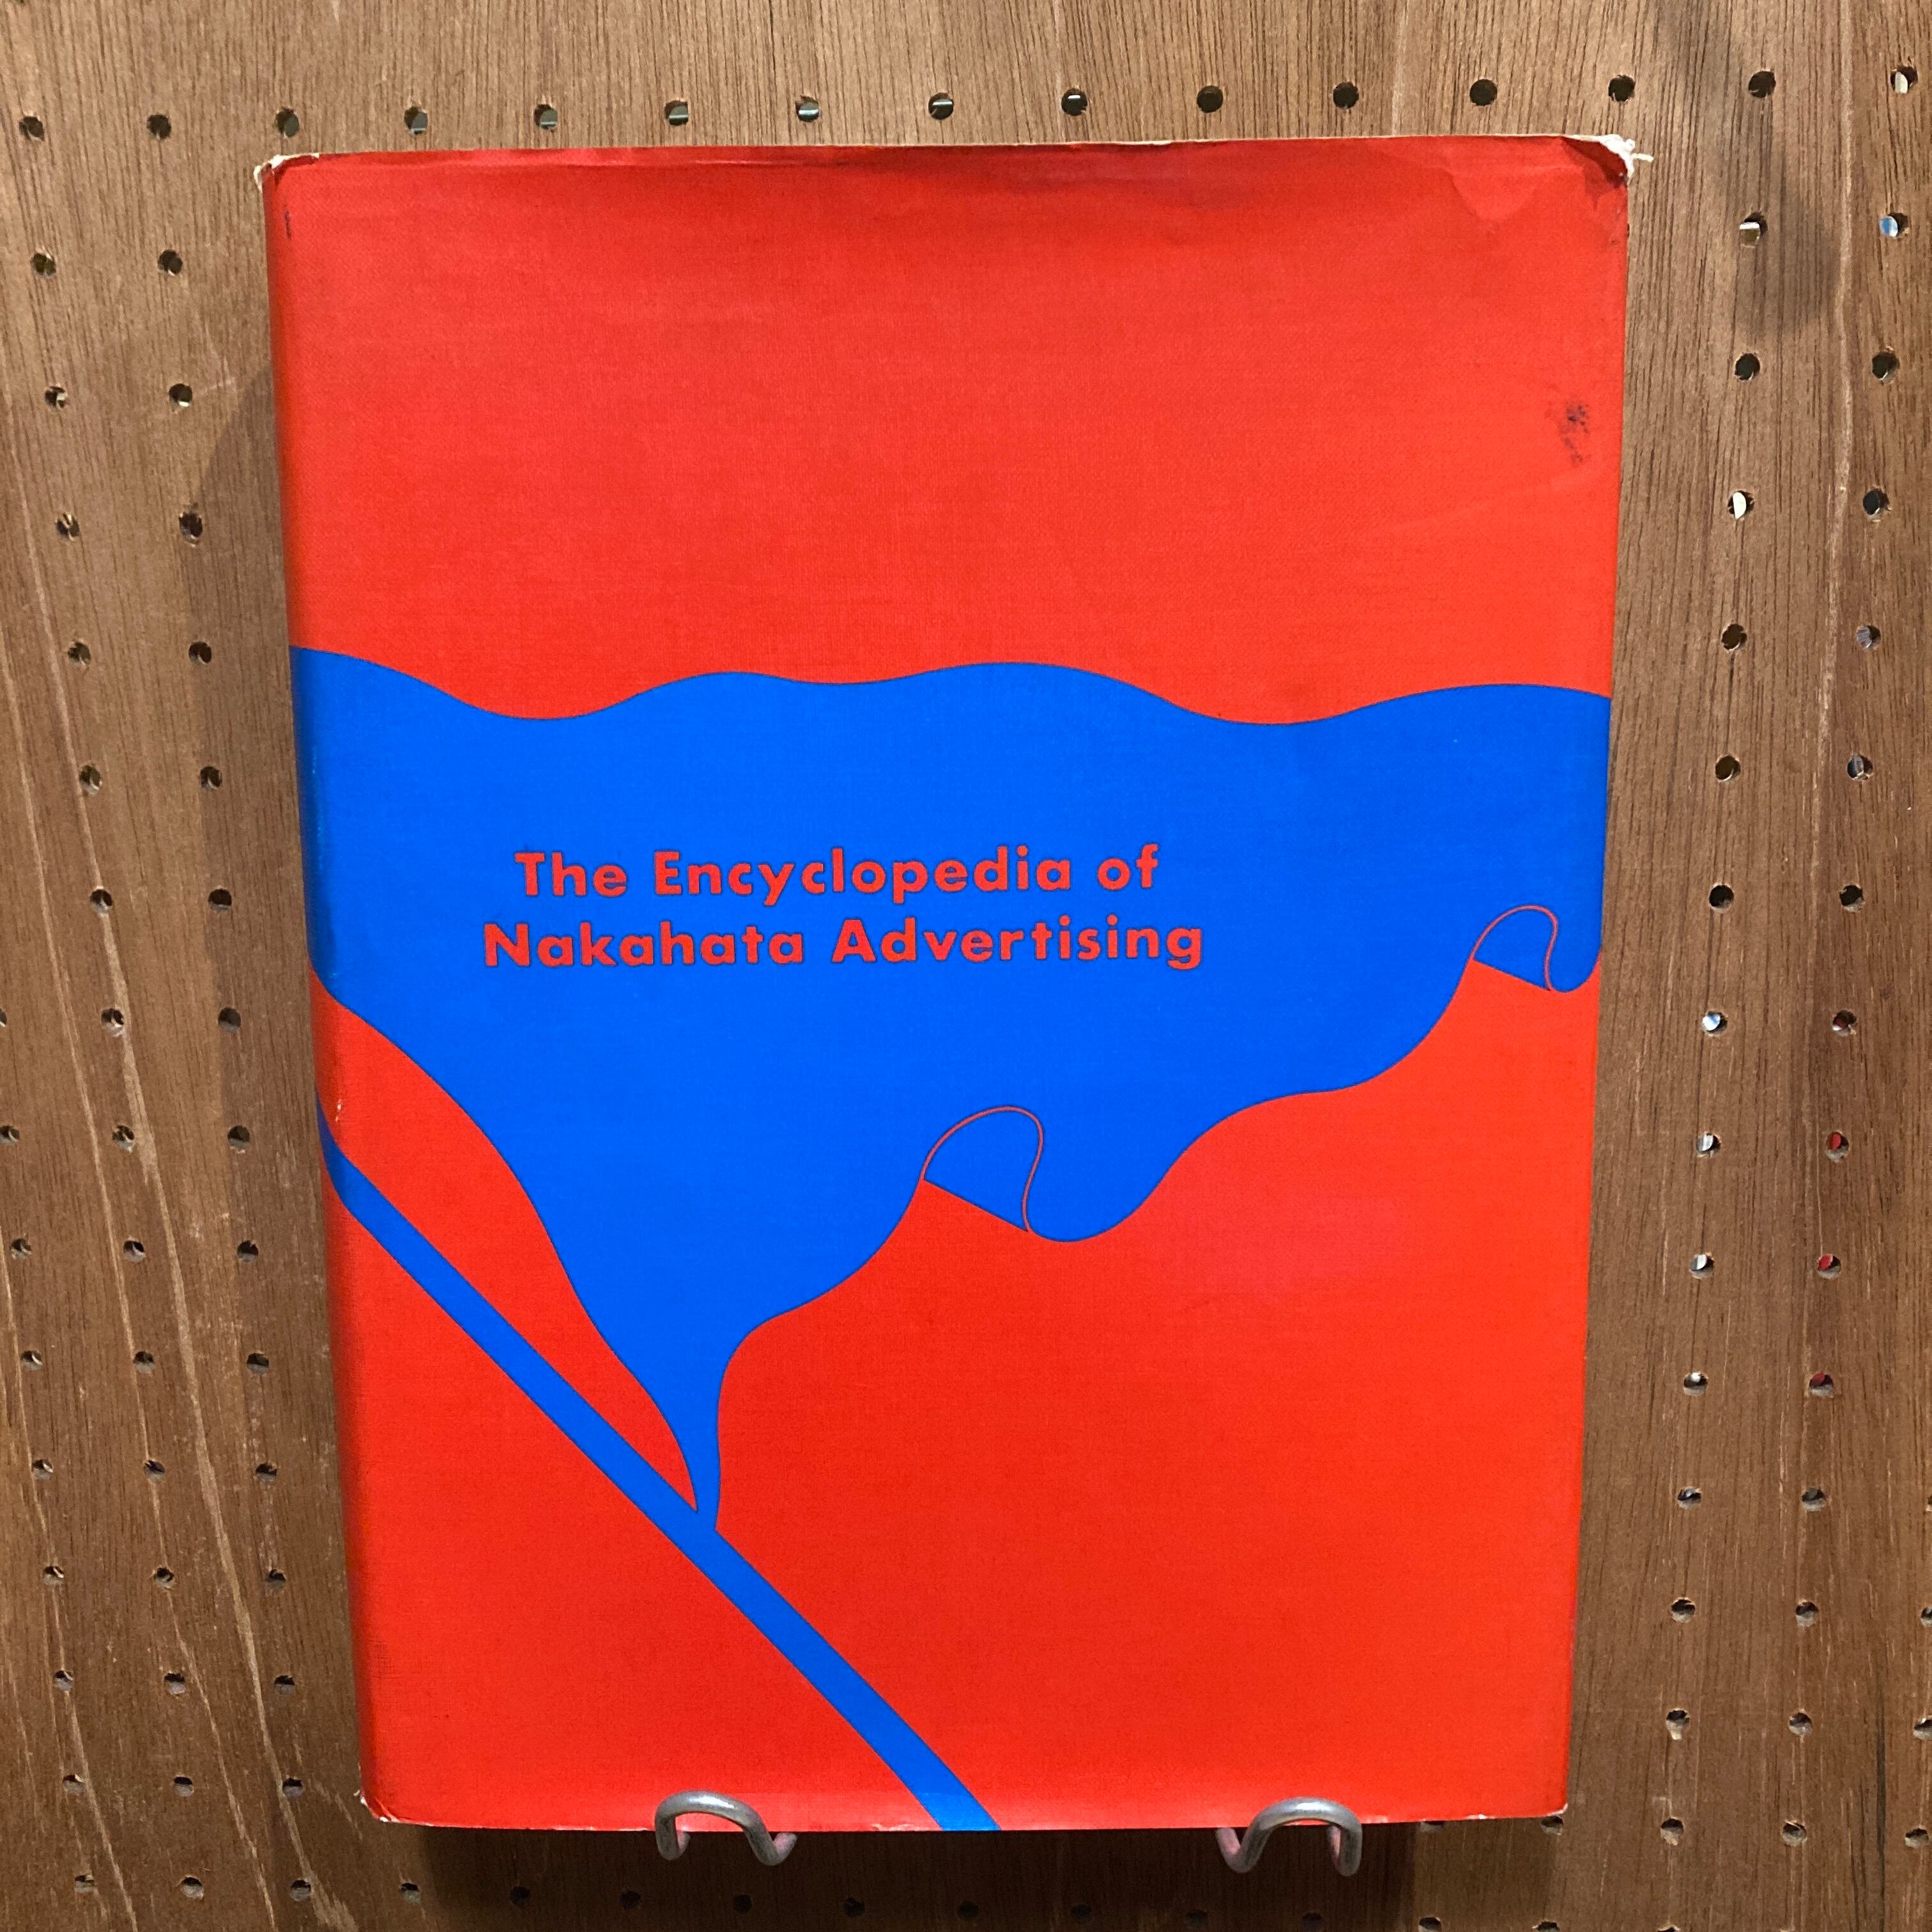 The Encyclopedia of
Nakahata Advertising